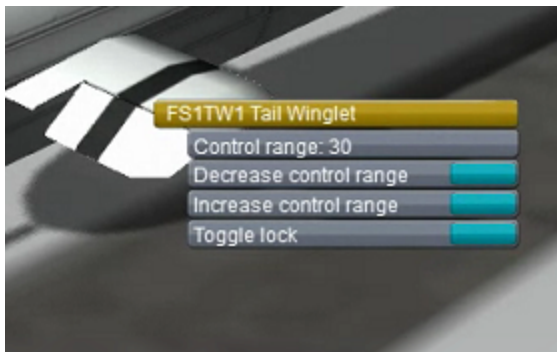 FS1TW1 Tail Winglet
Control range: 30
Decrease control range
Increase control range
Toggle lock